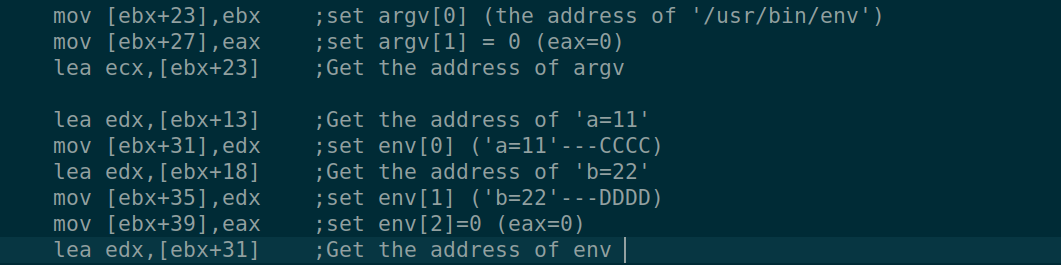 mov [ebx+23],ebx    ;set argv[0] (the address of '/usr/bin/env')
mov [ebx+27],eax    ;set argv[1] = 0 (eax=0)
lea ecx,[ebx+23]    ;Get the address of argv
lea edx,[ebx+13]    ;Get the address of 'a=11'
mov [ebx+31],edx    ;set env[0] ('a=11'---CCCC)
lea edx,[ebx+18]    ;Get the address of 'b=22'
mov [ebx+35],edx    ;set env[1] ('b=22'---DDDD)
mov [ebx+39],eax    ;set env[2]=0 (eax=0)
lea edx,[ebx+31]    ;Get the address of env